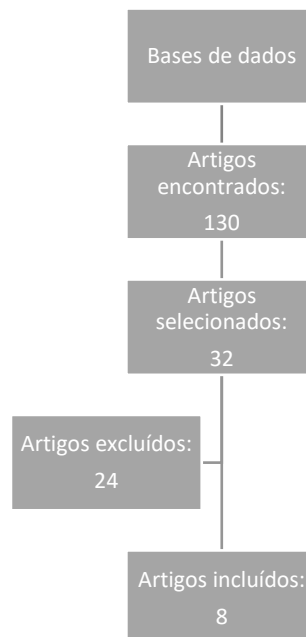 Bases de dados
Artigos
encontrados:
130
Artigos
selecionados:
32
Artigos excluídos:
24
Artigos incluídos:
8